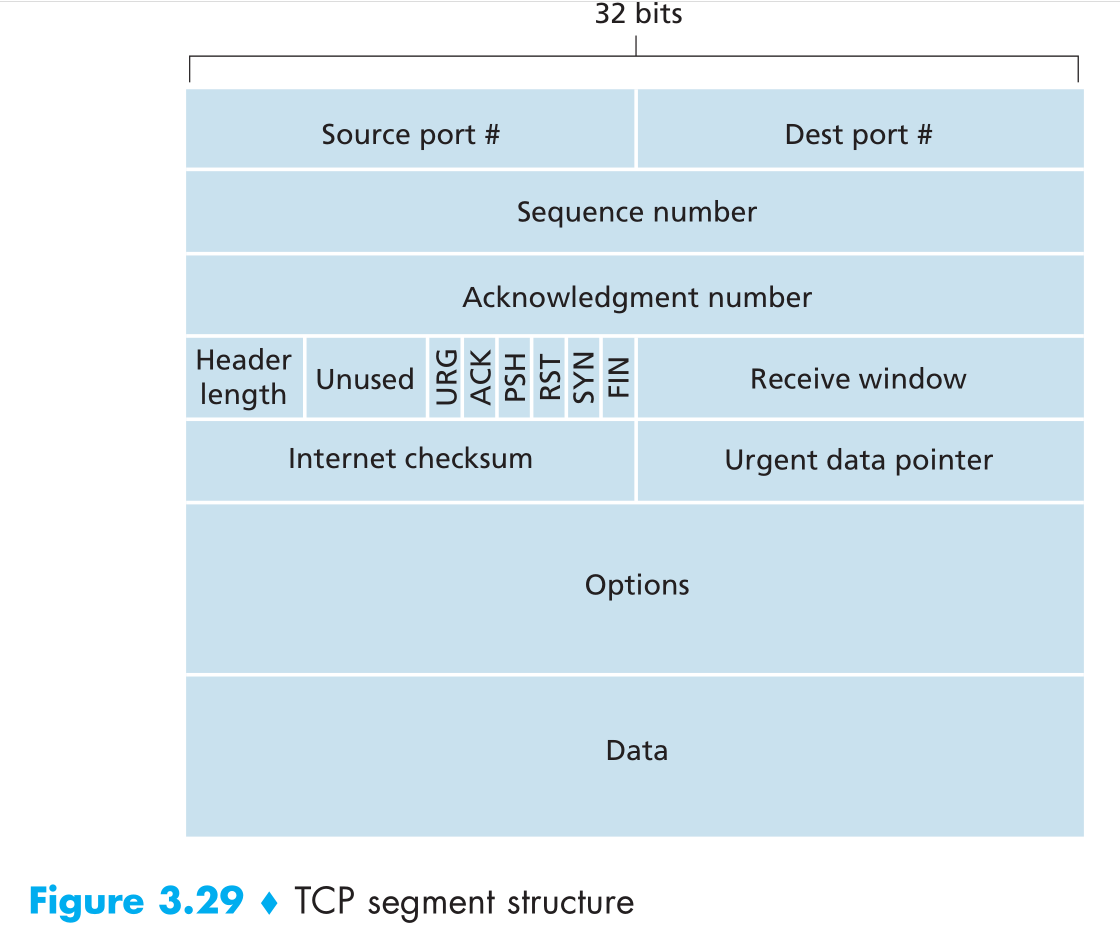 32 bits
Source port #
Dest port #
Sequence number
Acknowledgment number
Header
length
Unused
URG
ACK
PSH
RST
SYN
FIN
Receive window
Internet checksum
Urgent data pointer
Options
Data
Figure 3.29 ♦ TCP segment structure